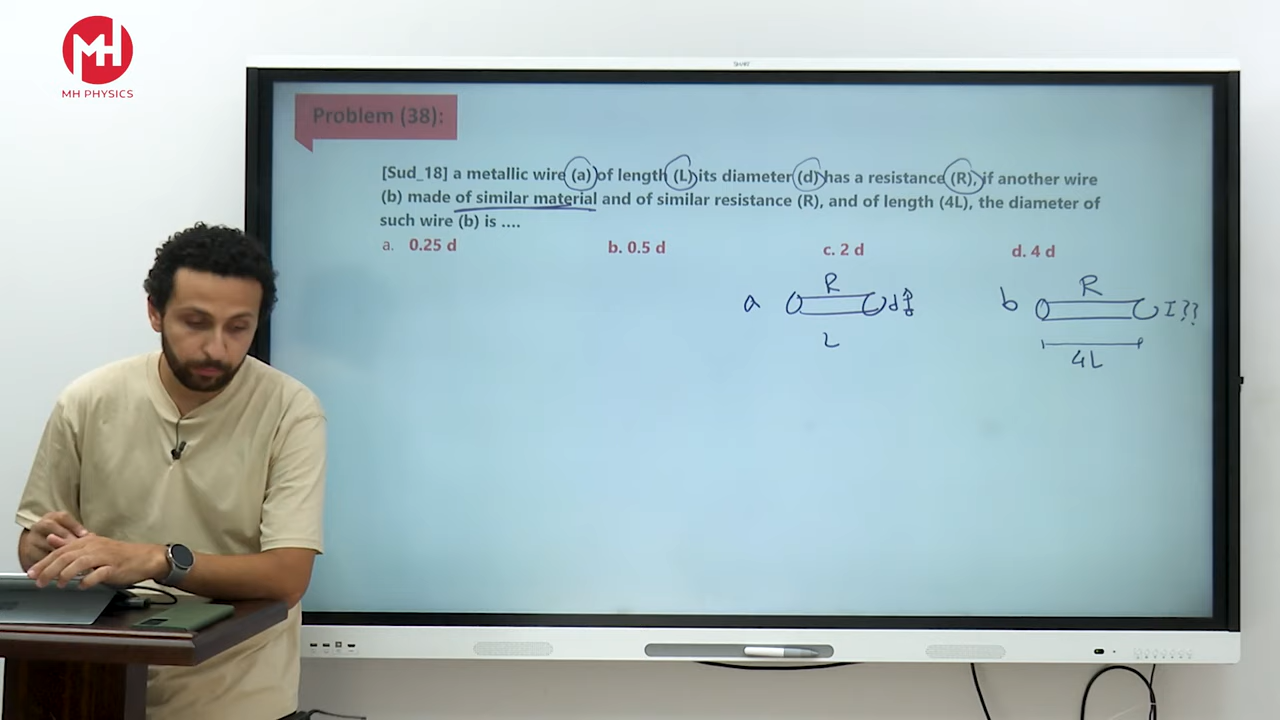 MH
MH PHYSICS
SMART
Problem (38):
[Sud_18] a metallic wire (a) of length (L) its diameter (d) has a resistance (R), if another wire
(b) made of similar material and of similar resistance (R), and of length (4L), the diameter of
such wire (b) is ....
a. 0.25 d b. 0.5 d c. 2 d d. 4 d
a R d L
b R ?? 4L